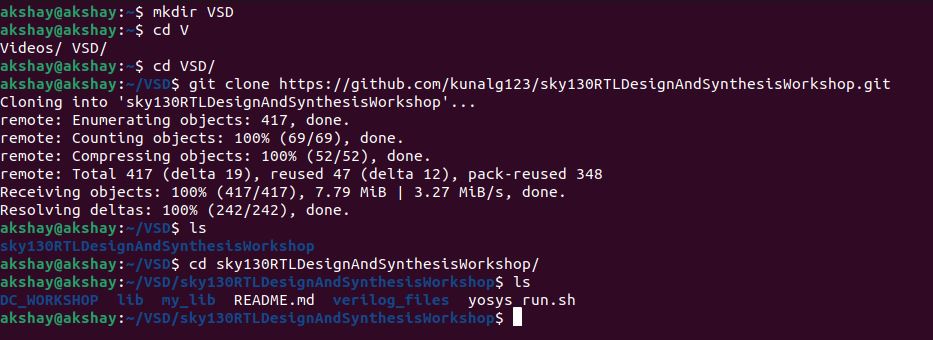 akshay@akshay:~$ mkdir VSD
akshay@akshay:~$ cd V
Videos/ VSD/
akshay@akshay:~$ cd VSD/
akshay@akshay:~/VSD$ git clone https://github.com/kunalg123/sky130RTLDesignAndSynthesisWorkshop.git
Cloning into 'sky130RTLDesignAndSynthesisWorkshop'...
remote: Enumerating objects: 417, done.
remote: Counting objects: 100% (69/69), done.
remote: Compressing objects: 100% (52/52), done.
remote: Total 417 (delta 19), reused 47 (delta 12), pack-reused 348
Receiving objects: 100% (417/417), 7.79 MiB | 3.27 MiB/s, done.
Resolving deltas: 100% (242/242), done.
akshay@akshay:~/VSD$ ls
sky130RTLDesignAndSynthesisWorkshop
akshay@akshay:~/VSD$ cd sky130RTLDesignAndSynthesisWorkshop/
akshay@akshay:~/VSD/sky130RTLDesignAndSynthesisWorkshop$ ls
DC_WORKSHOP lib my_lib README.md verilog_files yosys_run.sh
akshay@akshay:~/VSD/sky130RTLDesignAndSynthesisWorkshop$